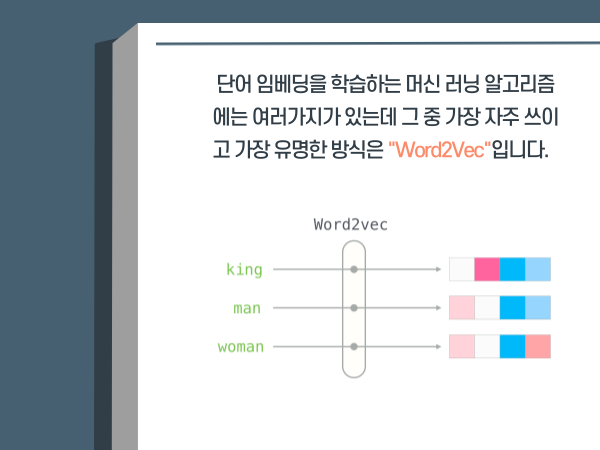 단어 임베딩을 학습하는 머신 러닝 알고리즘
에는 여러가지가 있는데 그 중 가장 자주 쓰이
고 가장 유명한 방식은 "Word2Vec"입니다.
Word2vec
king
man
woman